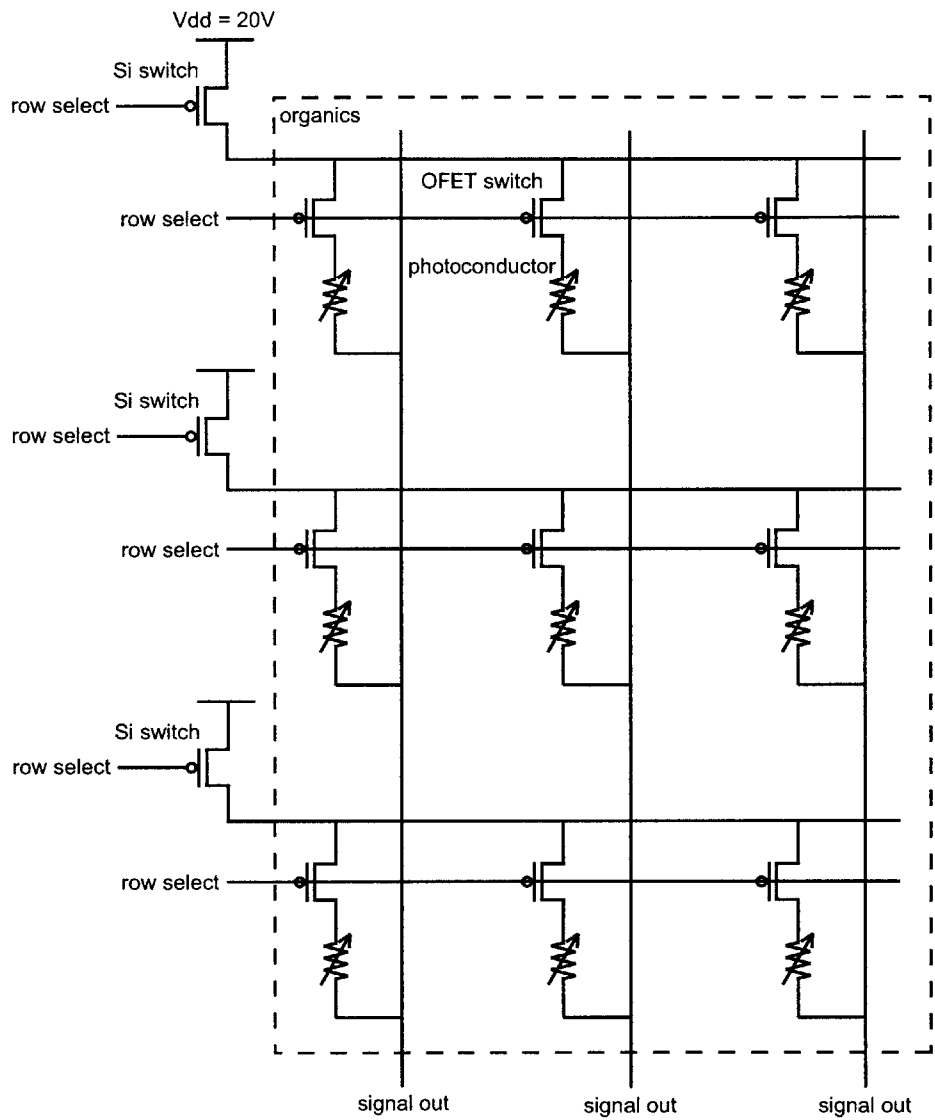 Vdd = 20V
Si switch
row select
organics
OFET switch
row select
photoconductor
Si switch
row select
row select
Si switch
row select
row select
signal out
signal out
signal out